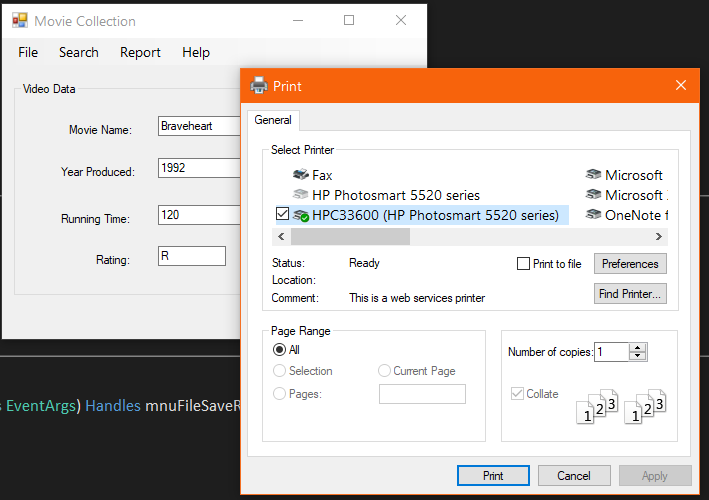 Movie Collection
File Search Report Help
Video Data
Movie Name: Braveheart
Year Produced: 1992
Running Time: 120
Rating: R
EventArgs) Handles
Print
General
Select Printer
Fax Microsoft
HP Photosmart 5520 series Microsoft
HPC33600 (HP Photosmart 5520 series) OneNote f
Status: Ready Print to file Preferences
Location:
Comment: This is a web services printer Find Printer...
Page Range
All
Selection Current Page
Pages:
Number of copies: 1
Collate
1 2 3 1 2 3
Print Cancel Apply